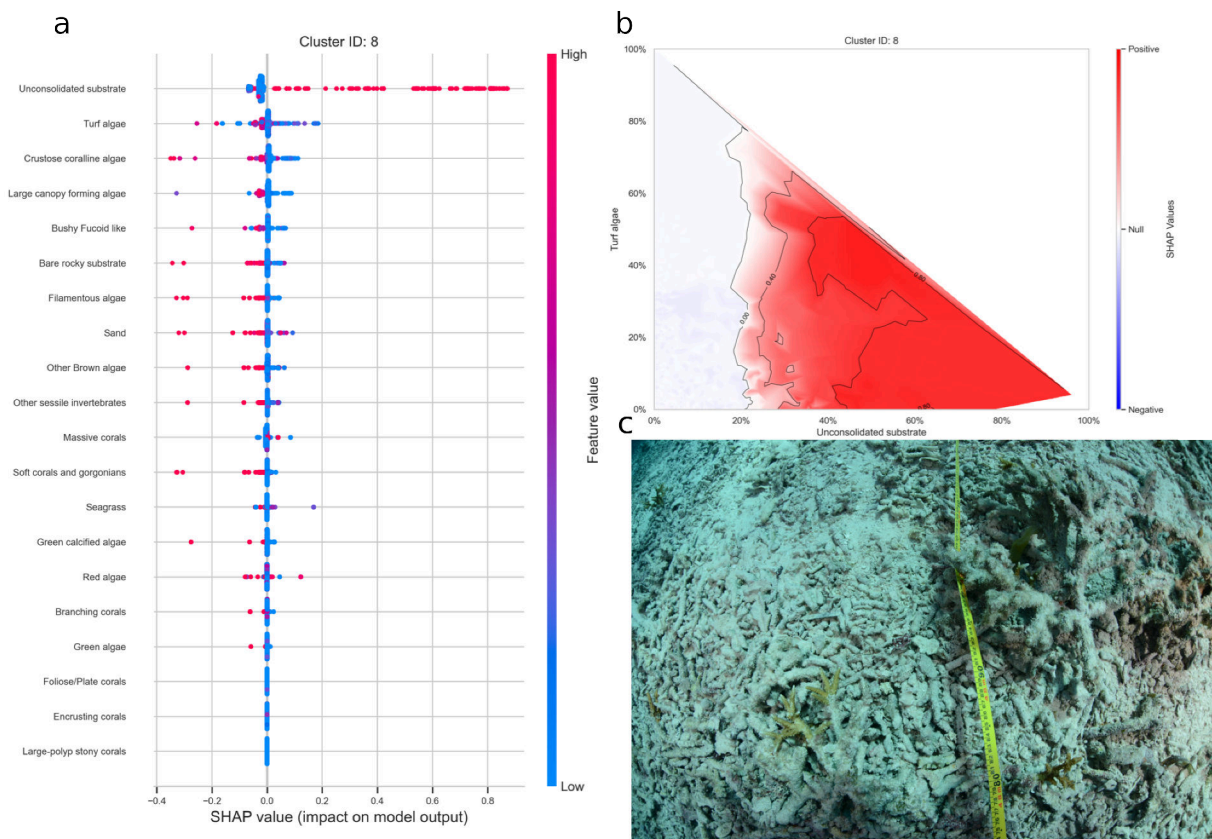 a
Cluster ID: 8
High
Unconsolidated substrate
Turf algae
Crustose coralline algae
Large canopy forming algae
Bushy Fucoid like
Bare rocky substrate
Filamentous algae
Sand
Other Brown algae
Other sessile invertebrates
Massive corals
Soft corals and gorgonians
Seagrass
Green calcified algae
Red algae
Branching corals
Green algae
Foliose/Plate corals
Encrusting corals
Large-polyp stony corals
Low
Feature value
−0.4 −0.2 0.0 0.2 0.4 0.6 0.8
SHAP value (impact on model output)
b
Cluster ID: 8
100%
80%
60%
40%
20%
0%
Turf algae
0.00
0.40
0.80
0% 20% 40% 60% 80% 100%
Unconsolidated substrate
Positive
Null
Negative
SHAP Values
c